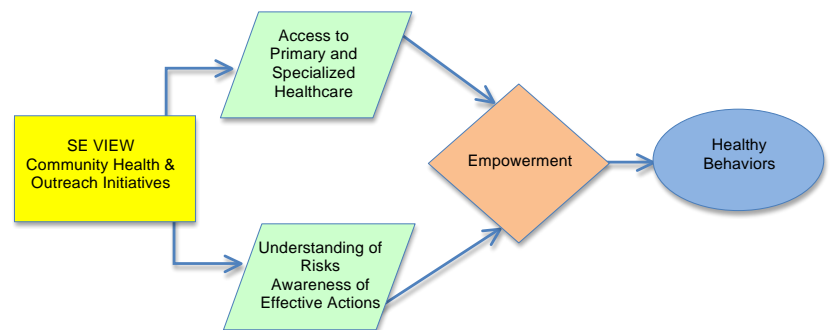 Access to
Primary and
Specialized
Healthcare
SE VIEW
Community Health &
Outreach Initiatives
Empowerment
Healthy
Behaviors
Understanding of
Risks
Awareness of
Effective Actions